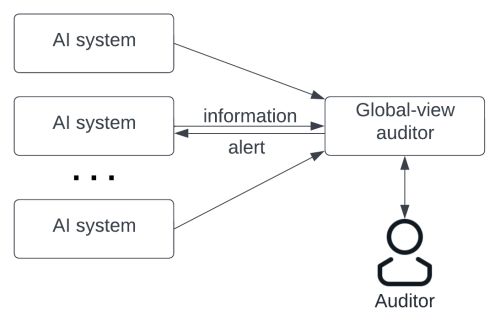 AI system
AI system
information
alert
Global-view
auditor
. . .
AI system
Auditor